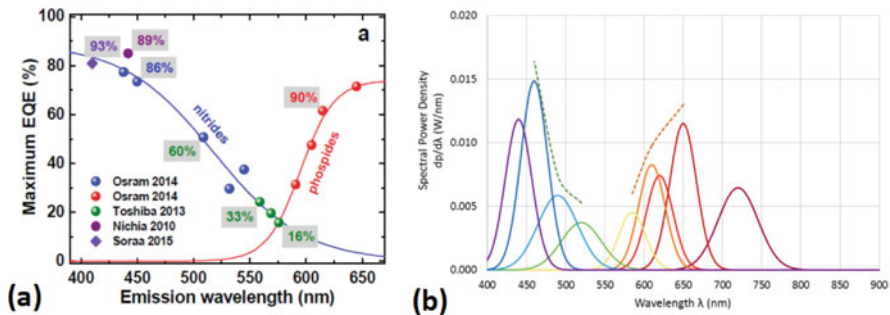 100
80
60
40
20
0
Maximum EQE (%)
a
93%
89%
86%
60%
33%
16%
90%
nitrides
phosphides
Osram 2014
Osram 2014
Toshiba 2013
Nichia 2010
Soraa 2015
400 450 500 550 600 650
Emission wavelength (nm)
(a)
0.020
0.015
0.010
0.005
0.000
Spectral Power Density
dp/dλ (W/nm)
400 450 500 550 600 650 700 750 800 850 900
Wavelength λ (nm)
(b)